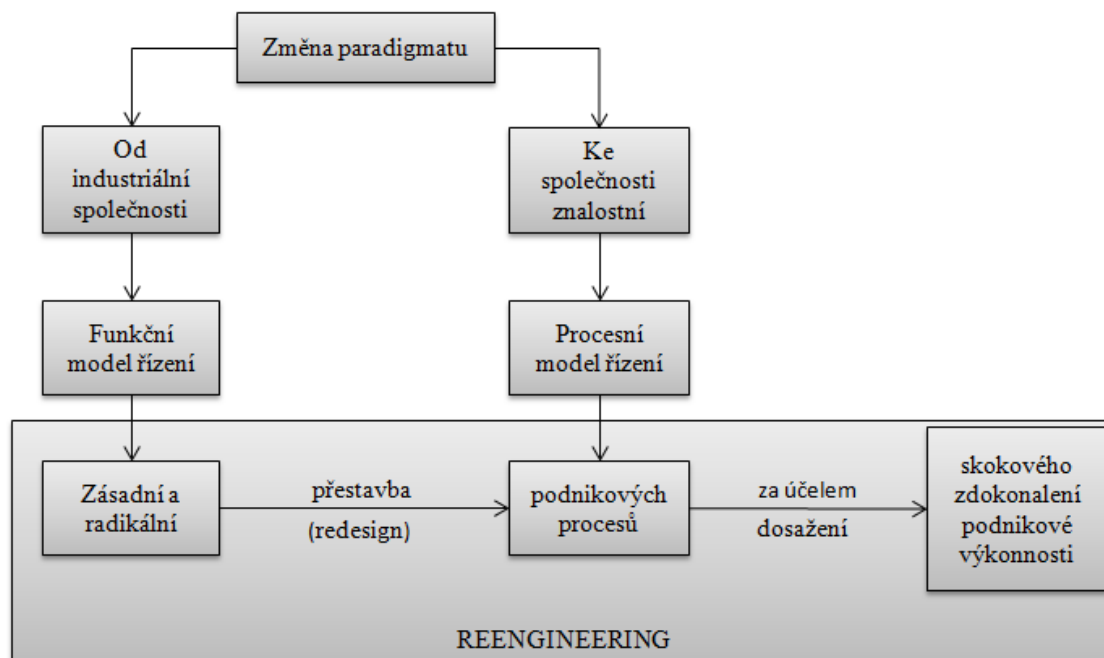 Změna paradigmatu
Od
industriální
společnosti
Ke
společnosti
znalostní
Funkční
model řízení
Procesní
model řízení
Zásadní a
radikální
přestavba
(redesign)
podnikových
procesů
za účelem
dosažení
skokového
zdokonalení
podnikové
výkonnosti
REENGINEERING